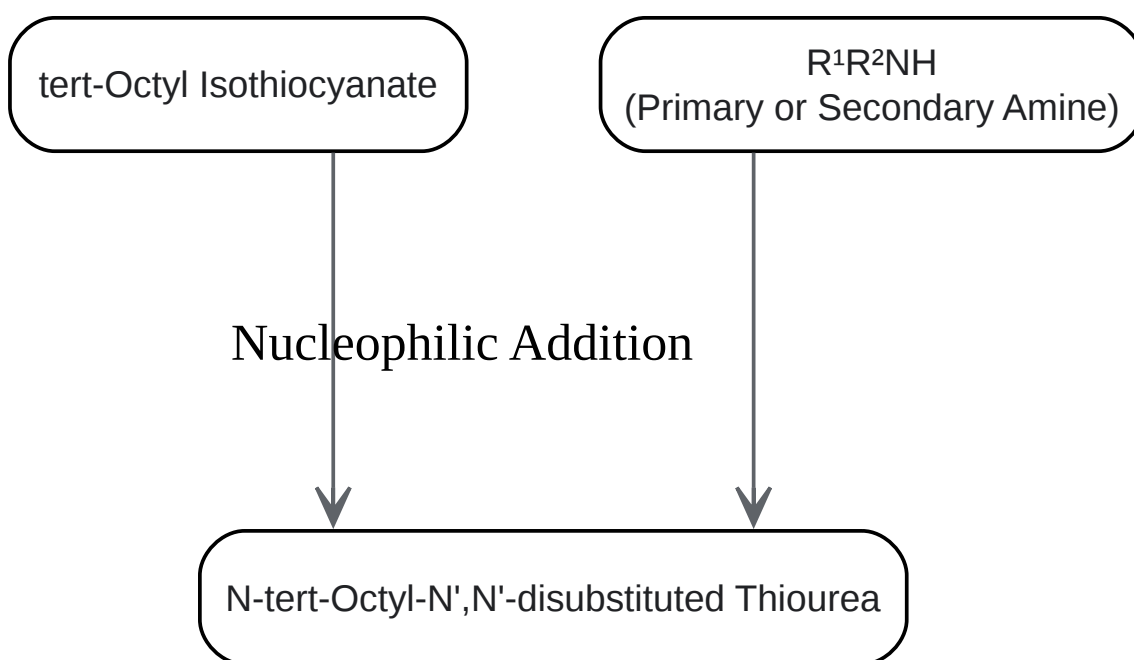 tert-Octyl Isothiocyanate
R¹R²NH
(Primary or Secondary Amine)
Nucleophilic Addition
N-tert-Octyl-N',N'-disubstituted Thiourea